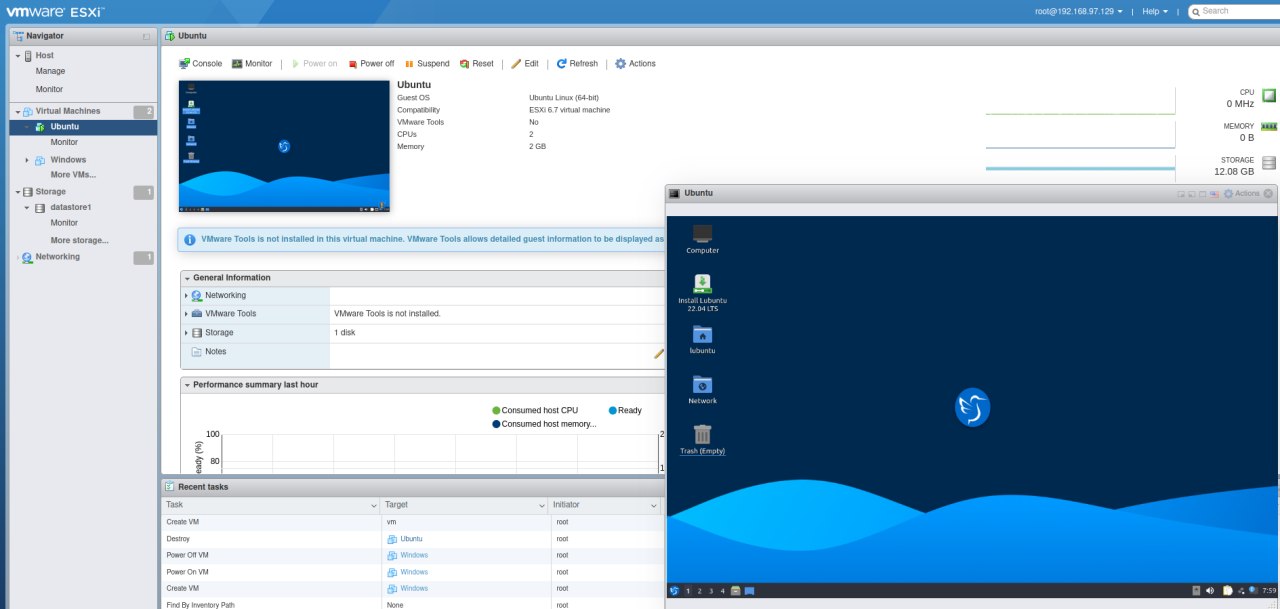 vmware ESXi™
root@192.168.97.129
Help
Search
Navigator
Host
Manage
Monitor
Virtual Machines 2
Ubuntu
Monitor
Windows
More VMs...
Storage 1
datastore1
Monitor
More storage...
Networking 1
Ubuntu
Console Monitor Power on Power off Suspend Reset Edit Refresh Actions
Ubuntu
Guest OS Ubuntu Linux (64-bit)
Compatibility ESXi 6.7 virtual machine
VMware Tools No
CPUs 2
Memory 2 GB
CPU
0 MHz
MEMORY
0 B
STORAGE
12.08 GB
VMware Tools is not installed in this virtual machine. VMware Tools allows detailed guest information to be displayed as
General Information
Networking
VMware Tools VMware Tools is not installed.
Storage 1 disk
Notes
Performance summary last hour
Consumed host CPU Ready
Consumed host memory...
100
80
eady (%)
2
1
Recent tasks
Task Target Initiator
Create VM vm root
Destroy Ubuntu root
Power Off VM Windows root
Power On VM Windows root
Create VM Windows root
Find By Inventory Path None root
Ubuntu
Actions
Computer
Install Lubuntu
22.04 LTS
lubuntu
Network
Trash (Empty)
1 2 3 4
7:59